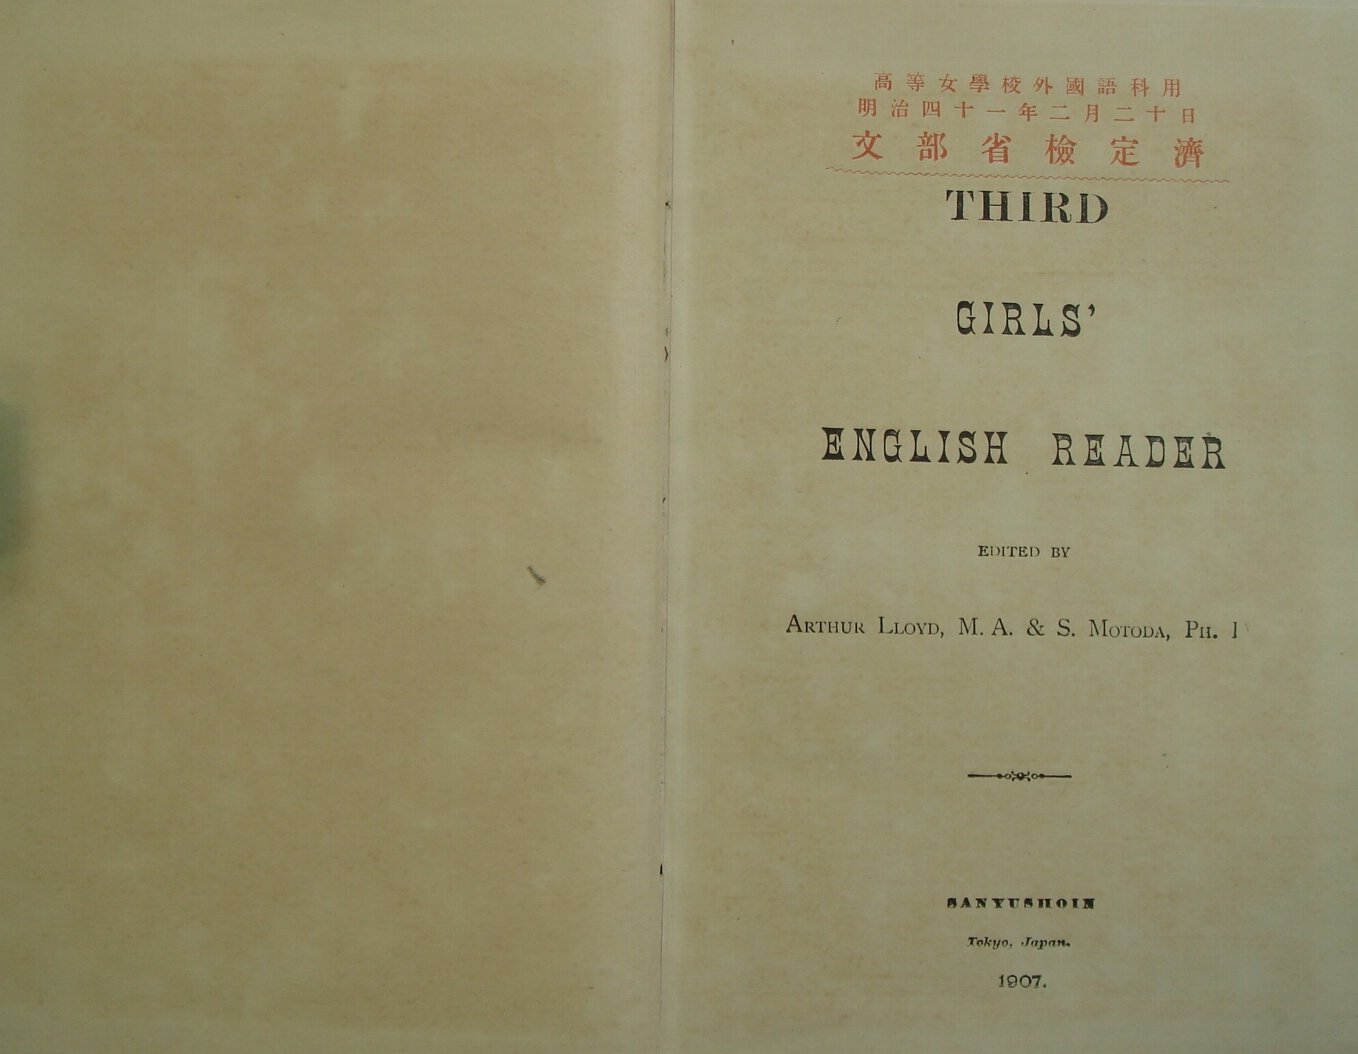 高等女學校外國語科用
明治四十一年二月二十日
文部省檢定濟
THIRD
GIRLS'
ENGLISH READER
EDITED BY
ARTHUR LLOYD, M. A. & S. MOTODA, PH.
SANYUSHOIN
Tokyo, Japan.
1907.